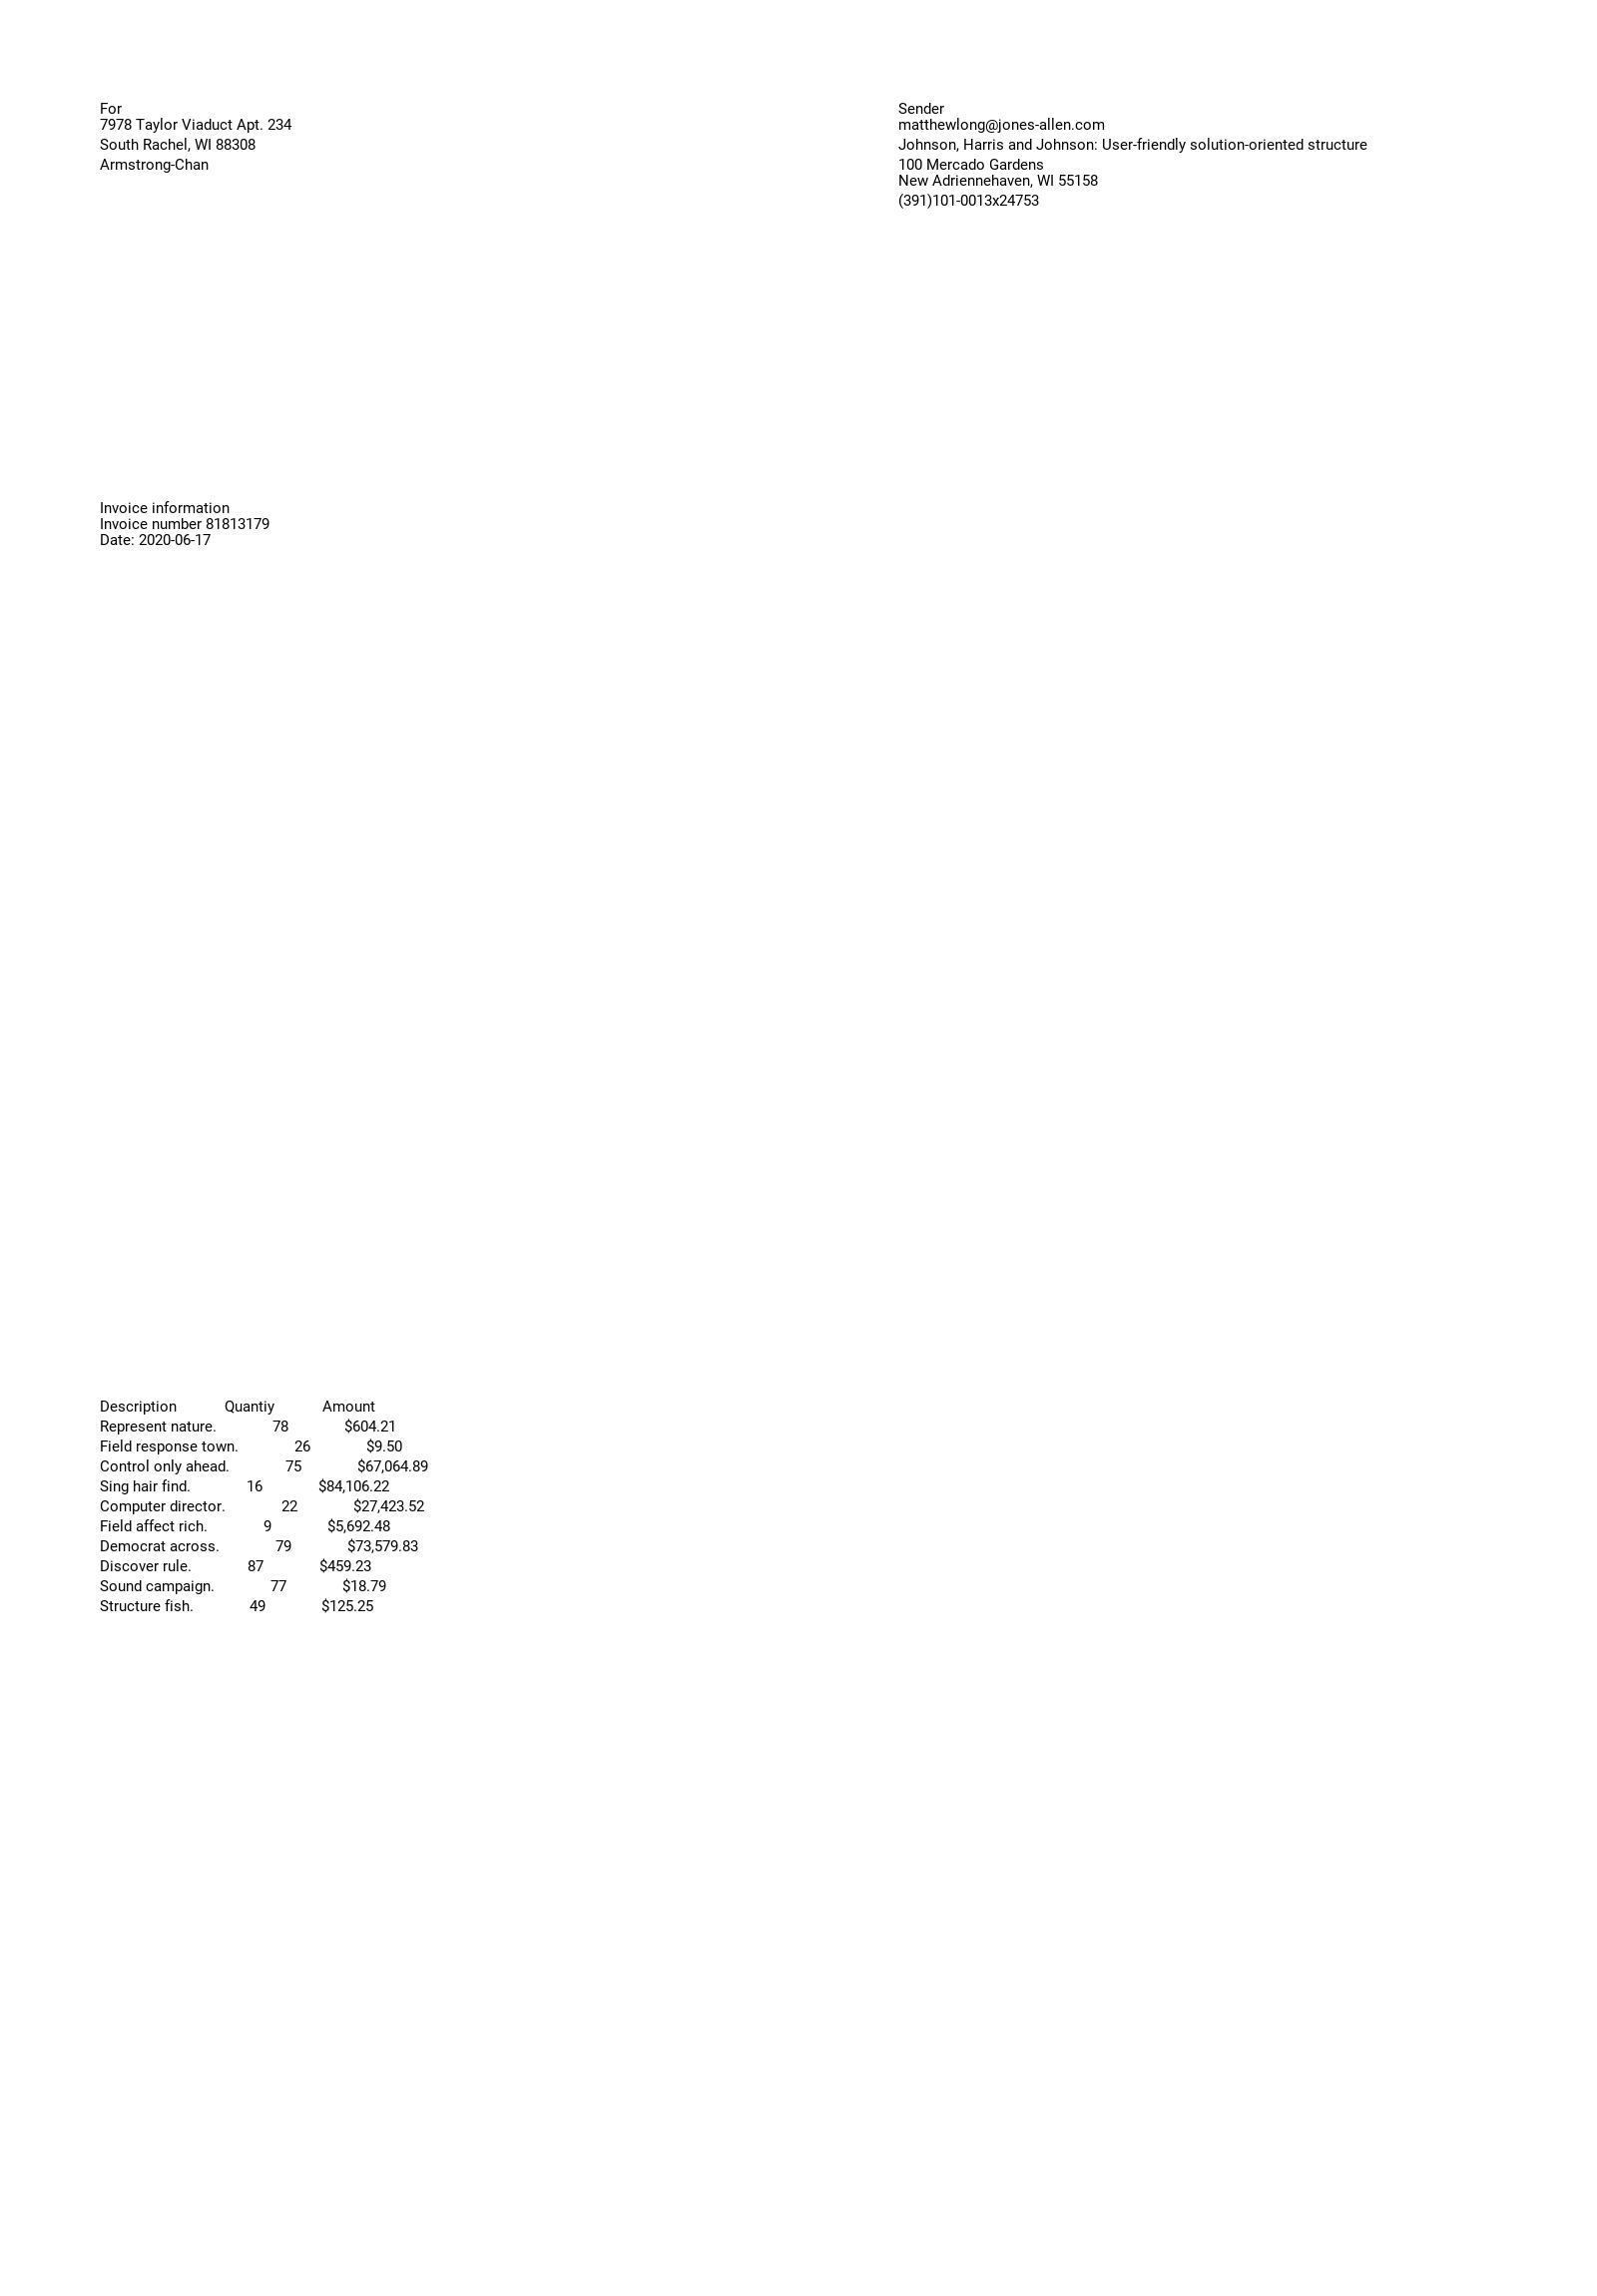 For
7978 Taylor Viaduct Apt. 234
South Rachel, WI 88308
Armstrong-Chan
Sender
matthewlong@jones-allen.com
Johnson, Harris and Johnson: User-friendly solution-oriented structure
100 Mercado Gardens
New Adriennehaven, WI 55158
(391)101-0013x24753
Invoice information
Invoice number 81813179
Date: 2020-06-17
Description Quantiy Amount
Represent nature. 78 $604.21
Field response town. 26 $9.50
Control only ahead. 75 $67,064.89
Sing hair find. 16 $84,106.22
Computer director. 22 $27,423.52
Field affect rich. 9 $5,692.48
Democrat across. 79 $73,579.83
Discover rule. 87 $459.23
Sound campaign. 77 $18.79
Structure fish. 49 $125.25